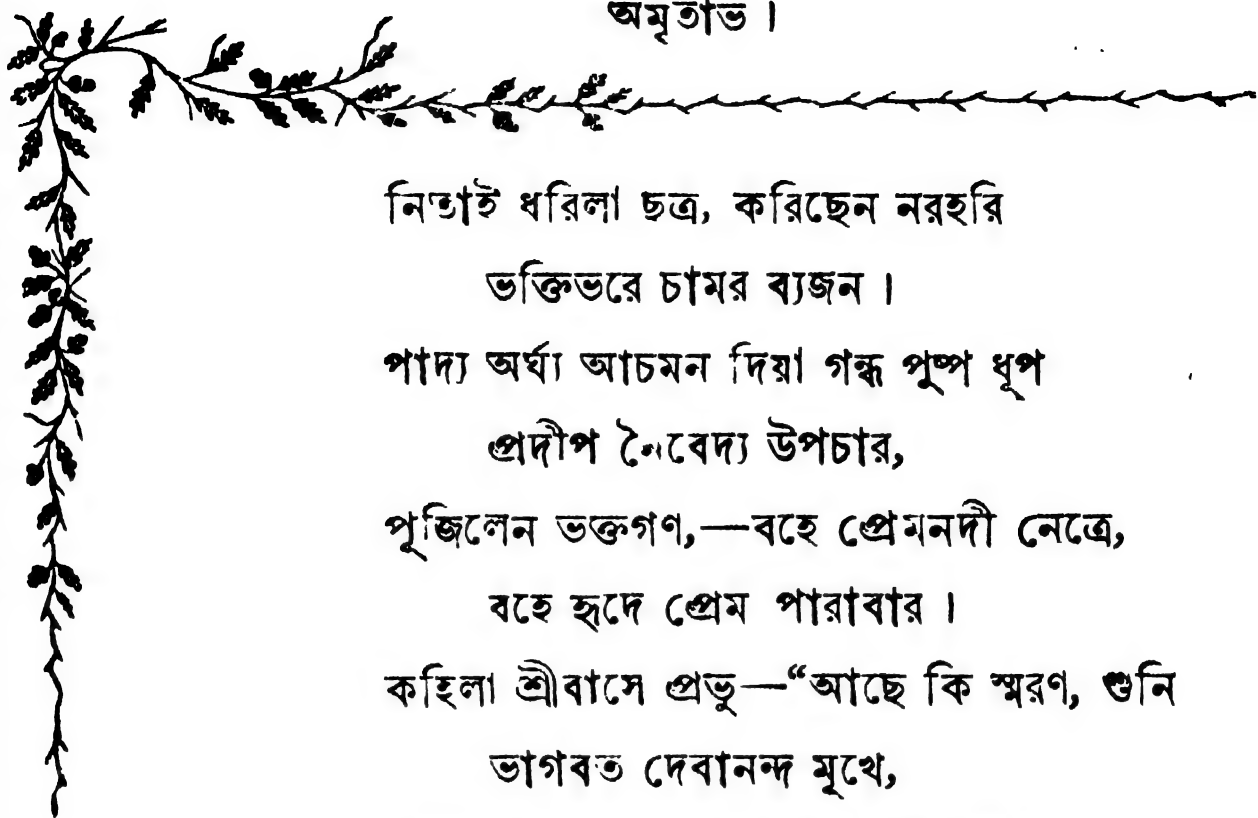 অমৃতাভ ।
নিতাই ধরিলা ছত্র, করিছেন নরহরি
ভক্তিভরে চামর ব্যজন ।
পাদ্য অর্ঘ্য আচমন দিয়া গন্ধ পুষ্প ধূপ
প্রদীপ নৈবেদ্য উপচার,
পূজিলেন ভক্তগণ,—বহে প্রেমনদী নেত্রে,
বহে হৃদে প্রেম পারাবার ।
কহিলা শ্রীবাসে প্রভু—“আছে কি স্মরণ, শুনি
ভাগবত দেবানন্দ মুখে,